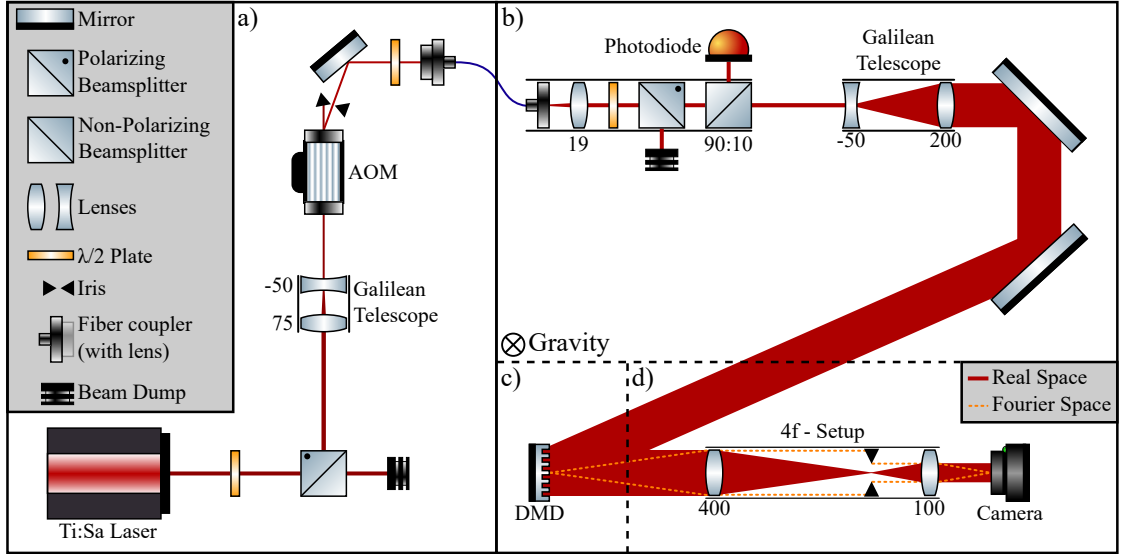 Mirror
Polarizing
Beamsplitter
Non-Polarizing
Beamsplitter
Lenses
λ/2 Plate
Iris
Fiber coupler
(with lens)
Beam Dump
a)
AOM
-50
75
Galilean
Telescope
Ti:Sa Laser
b)
Photodiode
19
90:10
Galilean
Telescope
-50
200
Gravity
c)
DMD
d)
Real Space
Fourier Space
4f - Setup
400
100
Camera